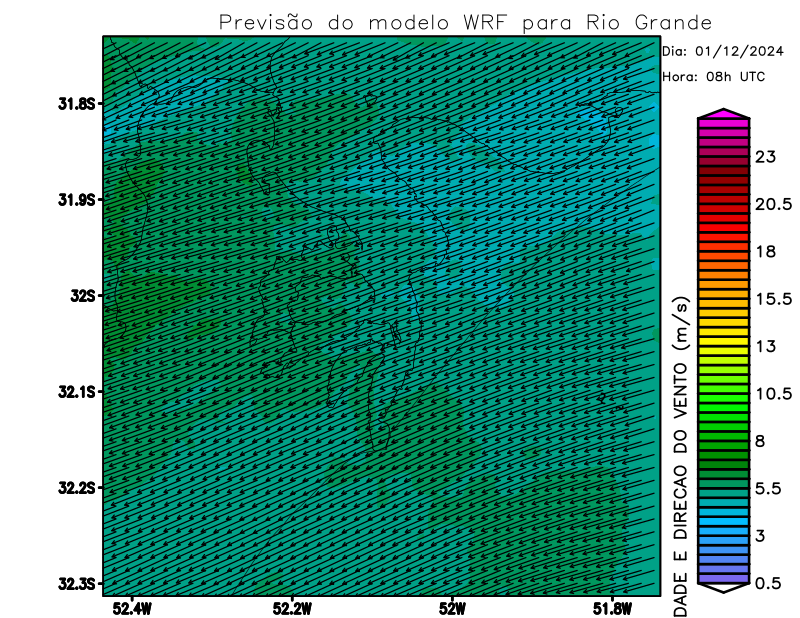 Previsão do modelo WRF para Rio Grande
Dia: 01/12/2024
Hora: 08h UTC
31.8S
31.9S
32S
32.1S
32.2S
32.3S
52.4W
52.2W
52W
51.8W
23
20.5
18
15.5
13
10.5
8
5.5
3
0.5
DADE E DIRECAO DO VENTO (m/s)